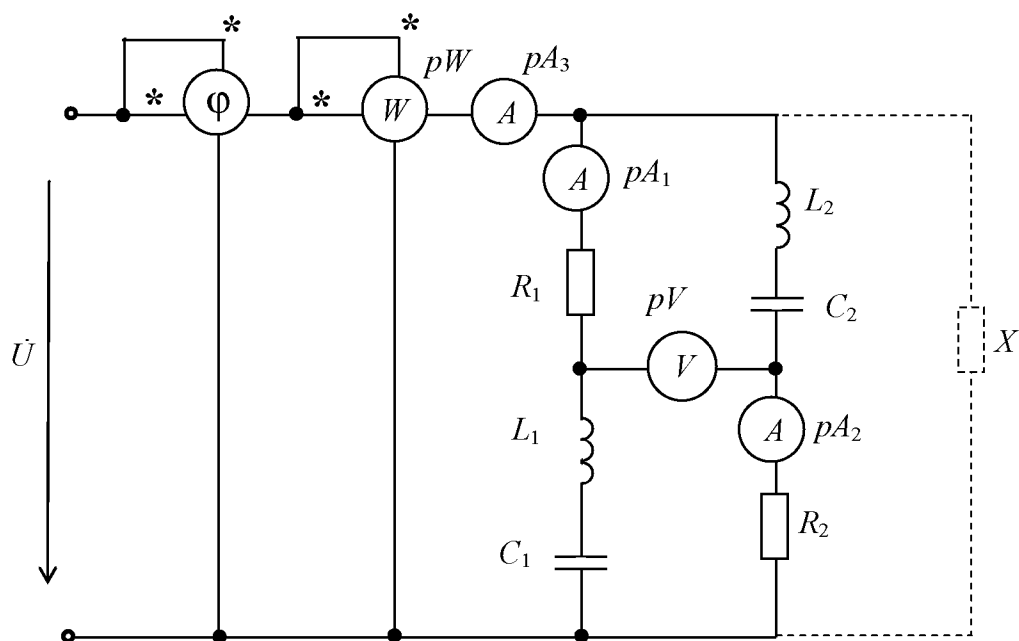 * *
pW pA₃
* φ * W A
A pA₁
L₂
R₁ pV C₂
U̇ V X
L₁ A pA₂
R₂
C₁